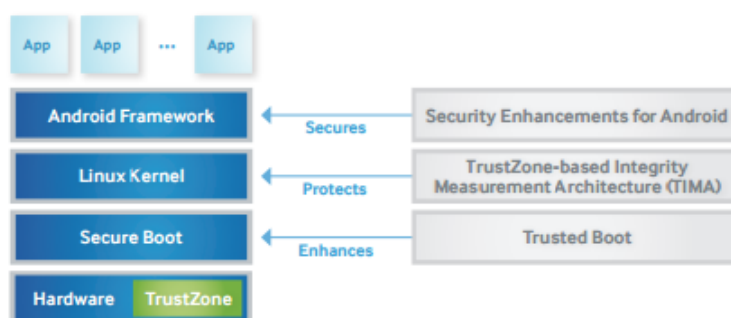 App App ... App
Android Framework
Secures
Security Enhancements for Android
Linux Kernel
Protects
TrustZone-based Integrity
Measurement Architecture (TIMA)
Secure Boot
Enhances
Trusted Boot
Hardware TrustZone